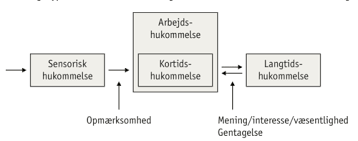 Arbejds-
hukommelse
Sensorisk
hukommelse
Kortids-
hukommelse
Langtids-
hukommelse
Opmærksomhed
Mening/interesse/væsentlighed
Gentagelse